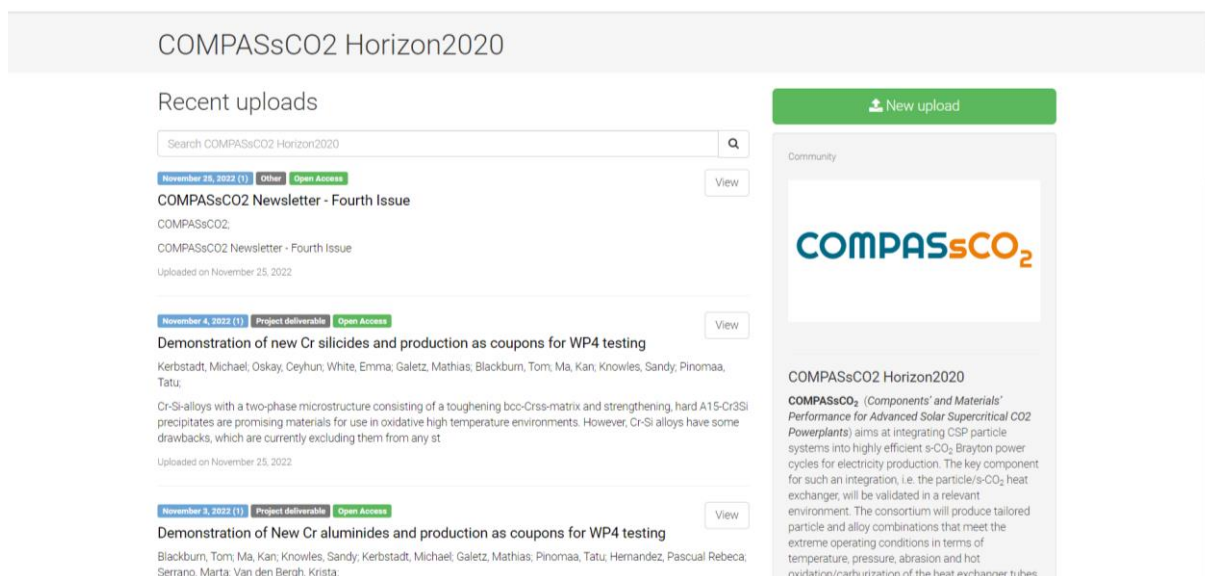 COMPASsCO2 Horizon2020
Recent uploads
Search COMPASsCO2 Horizon2020
November 25, 2022 (1) Other Open Access
View
COMPASsCO2 Newsletter - Fourth Issue
COMPASsCO2;
COMPASsCO2 Newsletter - Fourth Issue
Uploaded on November 25, 2022
November 4, 2022 (1) Project deliverable Open Access
View
Demonstration of new Cr silicides and production as coupons for WP4 testing
Kerbstadt, Michael; Oskay, Ceyhun; White, Emma; Galetz, Mathias; Blackburn, Tom; Ma, Kan; Knowles, Sandy; Pinomaa,
Tatu;
Cr-Si-alloys with a two-phase microstructure consisting of a toughening bcc-Crss-matrix and strengthening, hard A15-Cr3Si
precipitates are promising materials for use in oxidative high temperature environments. However, Cr-Si alloys have some
drawbacks, which are currently excluding them from any st
Uploaded on November 25, 2022
November 3, 2022 (1) Project deliverable Open Access
View
Demonstration of New Cr aluminides and production as coupons for WP4 testing
Blackburn, Tom; Ma, Kan; Knowles, Sandy; Kerbstadt, Michael; Galetz, Mathias; Pinomaa, Tatu; Hernandez, Pascual Rebeca;
Serrano, Marta; Van den Bergh, Krista;
New upload
Community
COMPASsCO₂
COMPASsCO2 Horizon2020
COMPASsCO₂ (Components' and Materials'
Performance for Advanced Solar Supercritical CO2
Powerplants) aims at integrating CSP particle
systems into highly efficient s-CO₂ Brayton power
cycles for electricity production. The key component
for such an integration, i.e. the particle/s-CO₂ heat
exchanger, will be validated in a relevant
environment. The consortium will produce tailored
particle and alloy combinations that meet the
extreme operating conditions in terms of
temperature, pressure, abrasion and hot
oxidation/carburization of the heat exchanger tubes